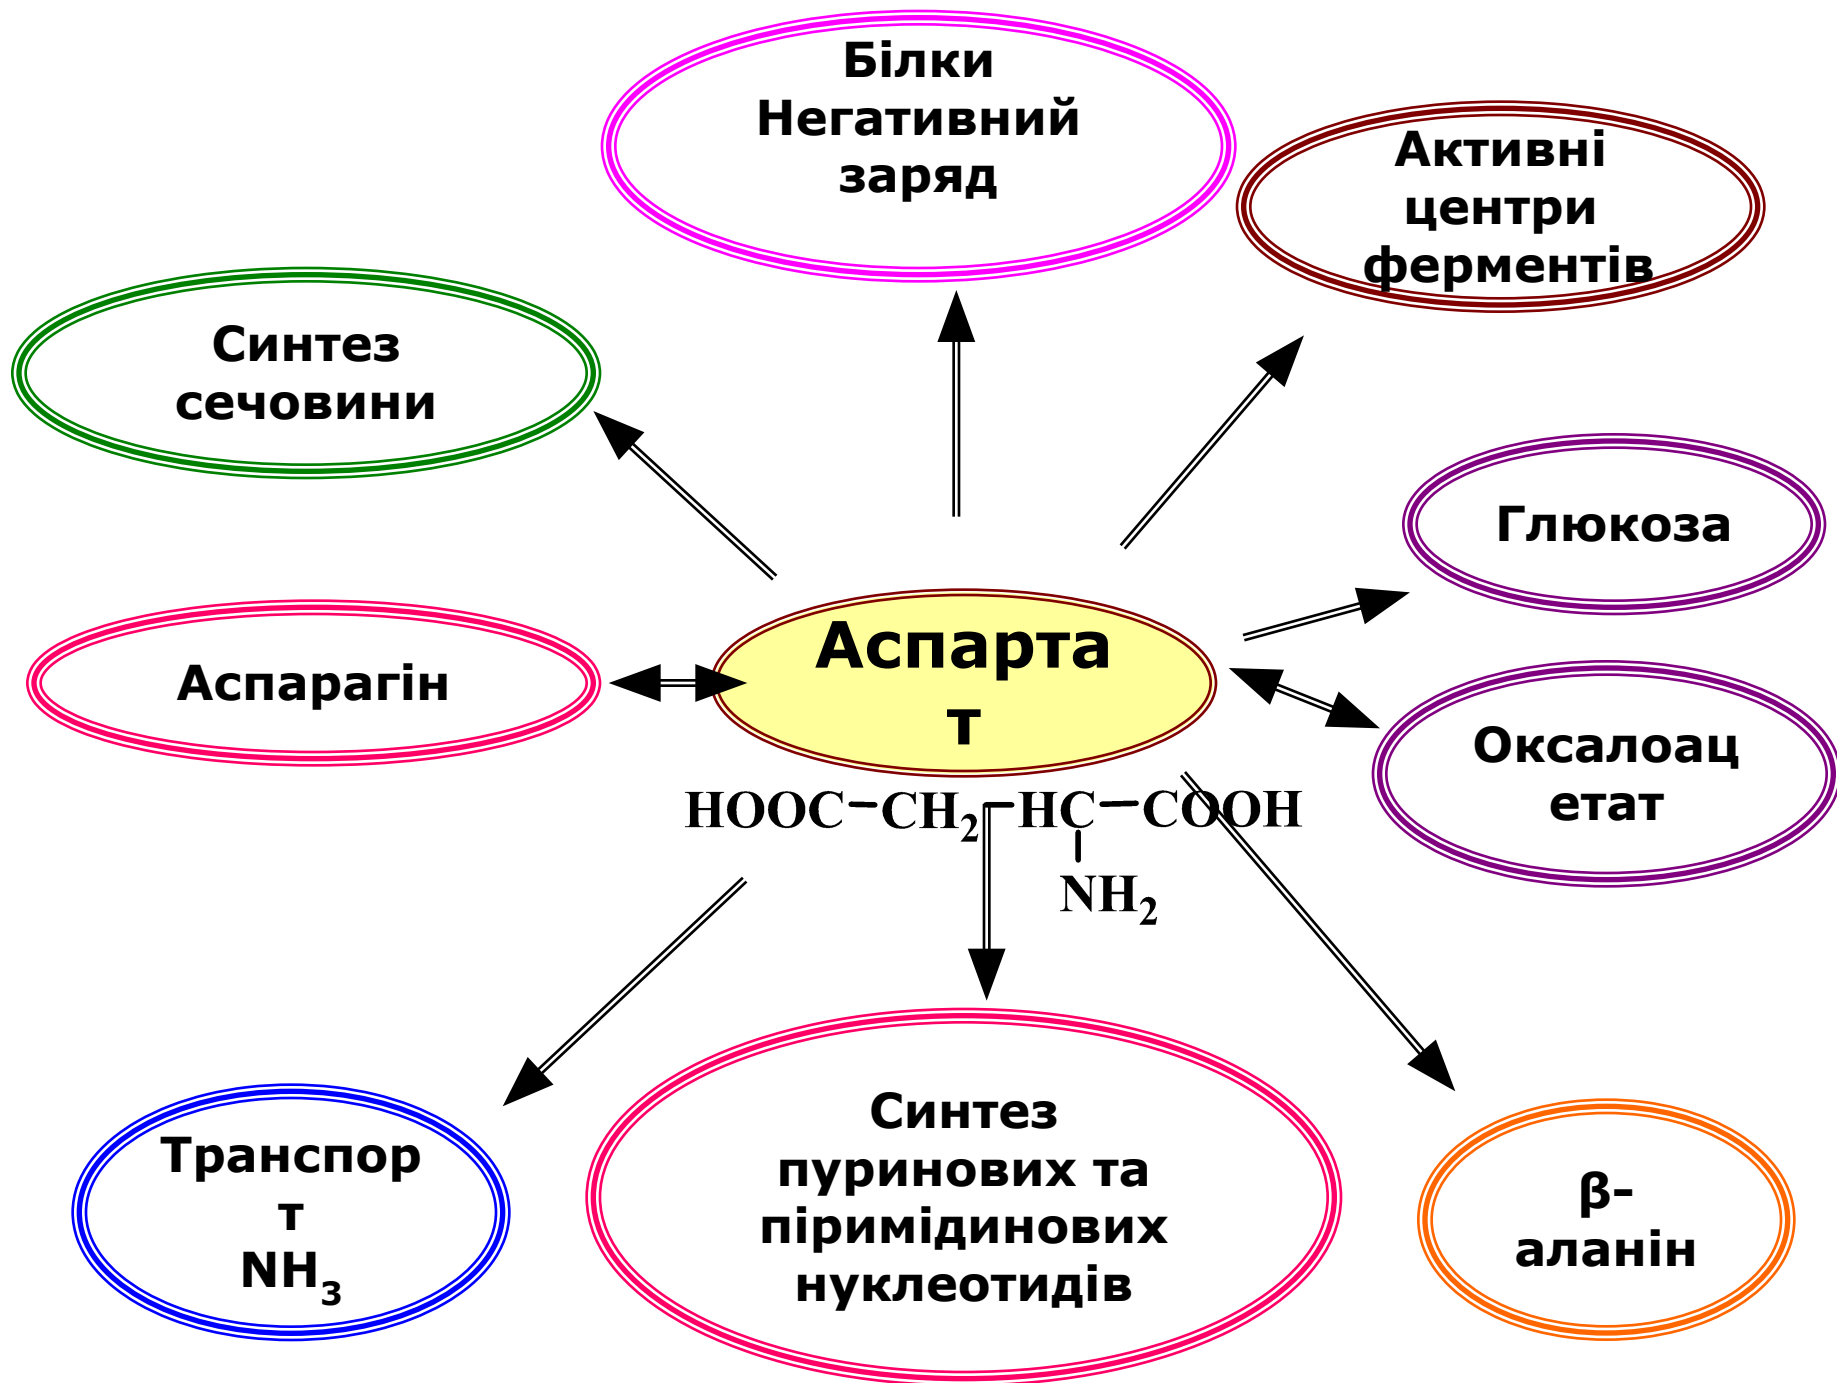 Білки
Негативний
заряд
Активні
центри
ферментів
Синтез
сечовини
Глюкоза
Аспарагін
Аспарта
т
Оксалоац
етат
HOOC–CH₂–HC–COOH
NH₂
Транспор
т
NH₃
Синтез
пуринових та
піримідинових
нуклеотидів
β–
аланін